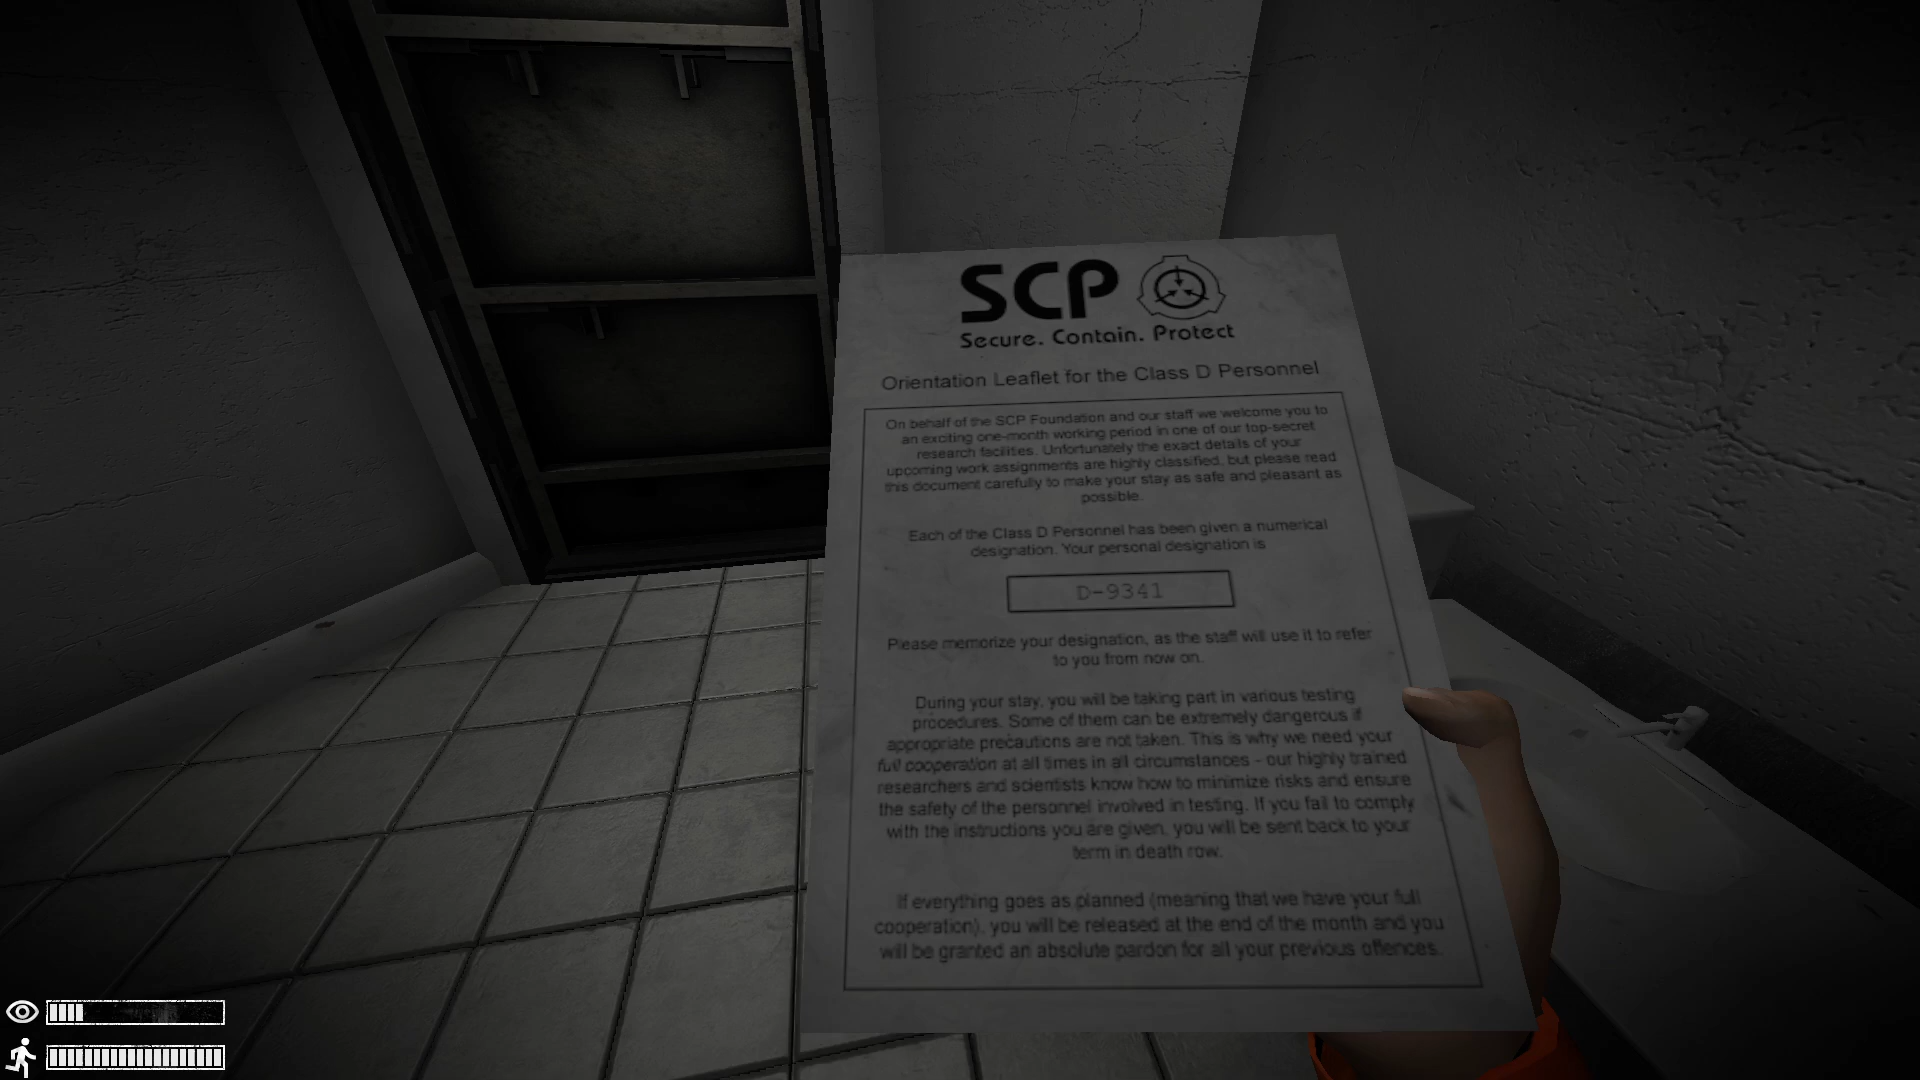 SCP
Secure. Contain. Protect
Orientation Leaflet for the Class D Personnel
On behalf of the SCP Foundation and our staff we welcome you to
an exciting one-month working period in one of our top-secret
research facilities. Unfortunately the exact details of your
upcoming work assignments are highly classified, but please read
this document carefully to make your stay as safe and pleasant as
possible.
Each of the Class D Personnel has been given a numerical
designation. Your personal designation is
D-9341
Please memorize your designation, as the staff will use it to refer
to you from now on.
During your stay, you will be taking part in various testing
procedures. Some of them can be extremely dangerous if
appropriate precautions are not taken. This is why we need your
full cooperation at all times in all circumstances - our highly trained
researchers and scientists know how to minimize risks and ensure
the safety of the personnel involved in testing. If you fail to comply
with the instructions you are given, you will be sent back to your
term in death row.
If everything goes as planned (meaning that we have your full
cooperation), you will be released at the end of the month and you
will be granted an absolute pardon for all your previous offences.